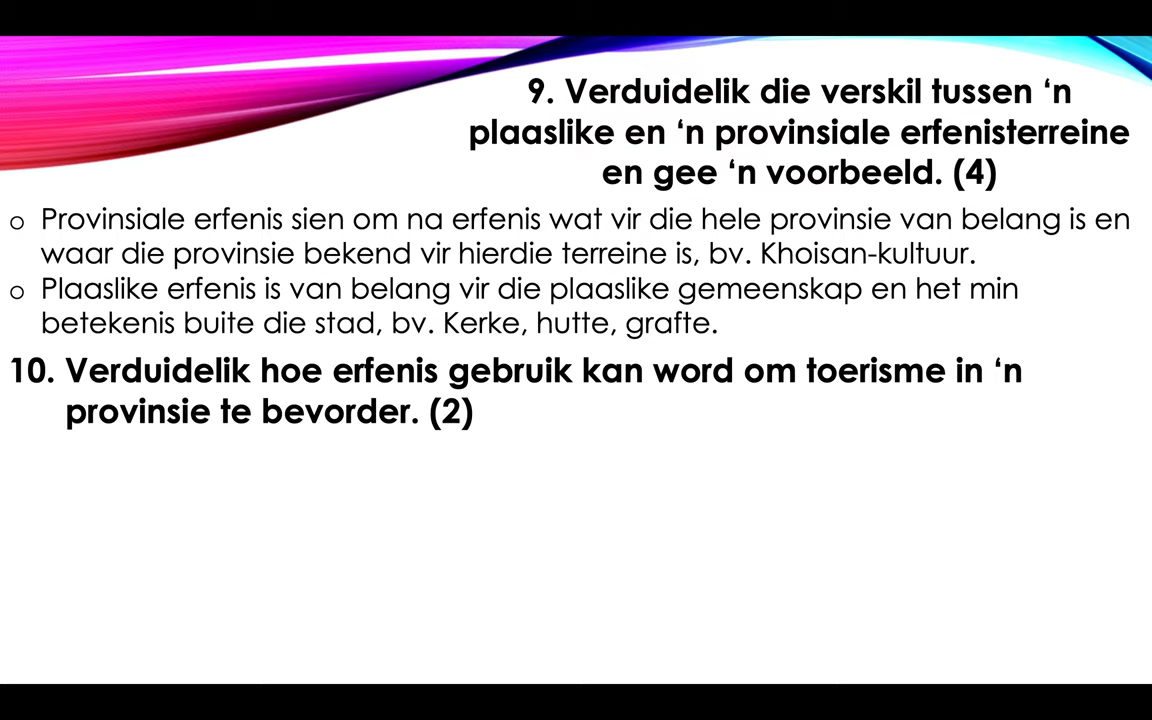 9. Verduidelik die verskil tussen ‘n
plaaslike en ‘n provinsiale erfenisterreine
en gee ‘n voorbeeld. (4)
o Provinsiale erfenis sien om na erfenis wat vir die hele provinsie van belang is en
waar die provinsie bekend vir hierdie terreine is, bv. Khoisan-kultuur.
o Plaaslike erfenis is van belang vir die plaaslike gemeenskap en het min
betekenis buite die stad, bv. Kerke, hutte, grafte.
10. Verduidelik hoe erfenis gebruik kan word om toerisme in ‘n
provinsie te bevorder. (2)